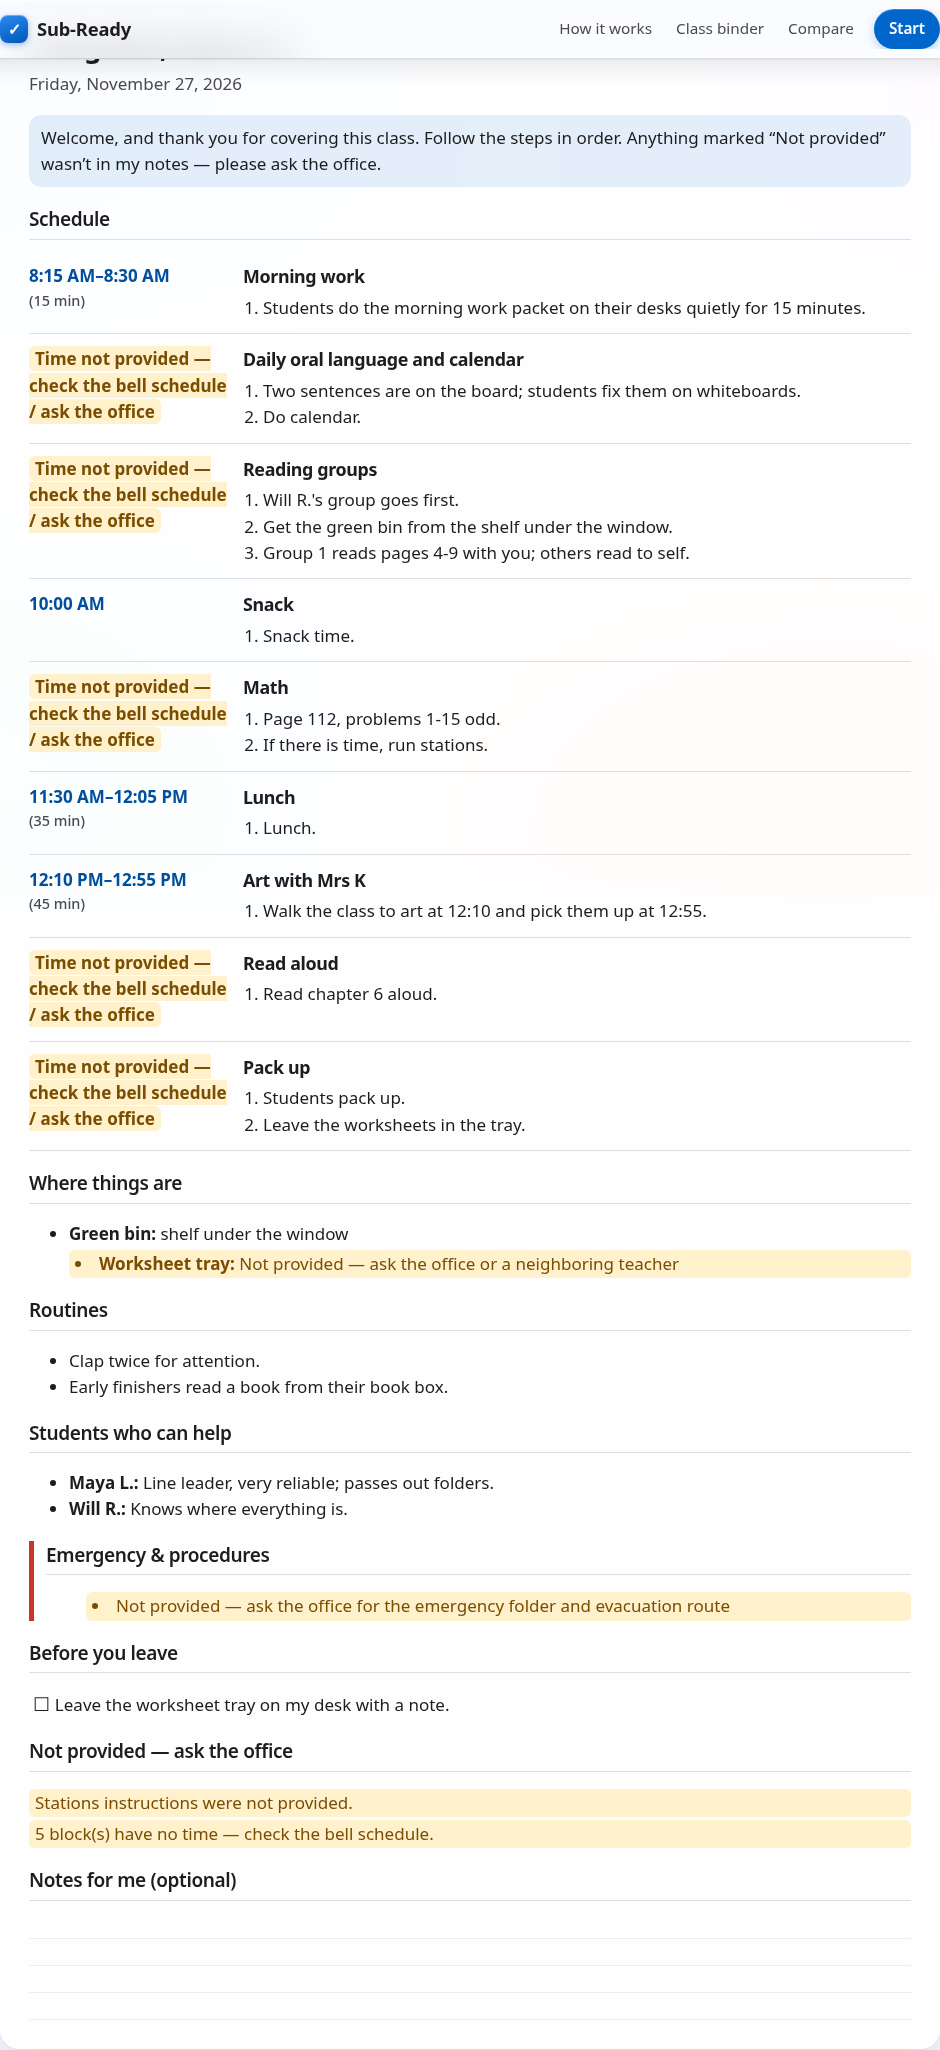 ✓ Sub-Ready How it works Class binder Compare Start
Friday, November 27, 2026
Welcome, and thank you for covering this class. Follow the steps in order. Anything marked “Not provided”
wasn’t in my notes — please ask the office.
Schedule
8:15 AM–8:30 AM
(15 min)
Morning work
1. Students do the morning work packet on their desks quietly for 15 minutes.
Time not provided —
check the bell schedule
/ ask the office
Daily oral language and calendar
1. Two sentences are on the board; students fix them on whiteboards.
2. Do calendar.
Time not provided —
check the bell schedule
/ ask the office
Reading groups
1. Will R.'s group goes first.
2. Get the green bin from the shelf under the window.
3. Group 1 reads pages 4-9 with you; others read to self.
10:00 AM
Snack
1. Snack time.
Time not provided —
check the bell schedule
/ ask the office
Math
1. Page 112, problems 1-15 odd.
2. If there is time, run stations.
11:30 AM–12:05 PM
(35 min)
Lunch
1. Lunch.
12:10 PM–12:55 PM
(45 min)
Art with Mrs K
1. Walk the class to art at 12:10 and pick them up at 12:55.
Time not provided —
check the bell schedule
/ ask the office
Read aloud
1. Read chapter 6 aloud.
Time not provided —
check the bell schedule
/ ask the office
Pack up
1. Students pack up.
2. Leave the worksheets in the tray.
Where things are
• Green bin: shelf under the window
• Worksheet tray: Not provided — ask the office or a neighboring teacher
Routines
• Clap twice for attention.
• Early finishers read a book from their book box.
Students who can help
• Maya L.: Line leader, very reliable; passes out folders.
• Will R.: Knows where everything is.
Emergency & procedures
• Not provided — ask the office for the emergency folder and evacuation route
Before you leave
☐ Leave the worksheet tray on my desk with a note.
Not provided — ask the office
Stations instructions were not provided.
5 block(s) have no time — check the bell schedule.
Notes for me (optional)